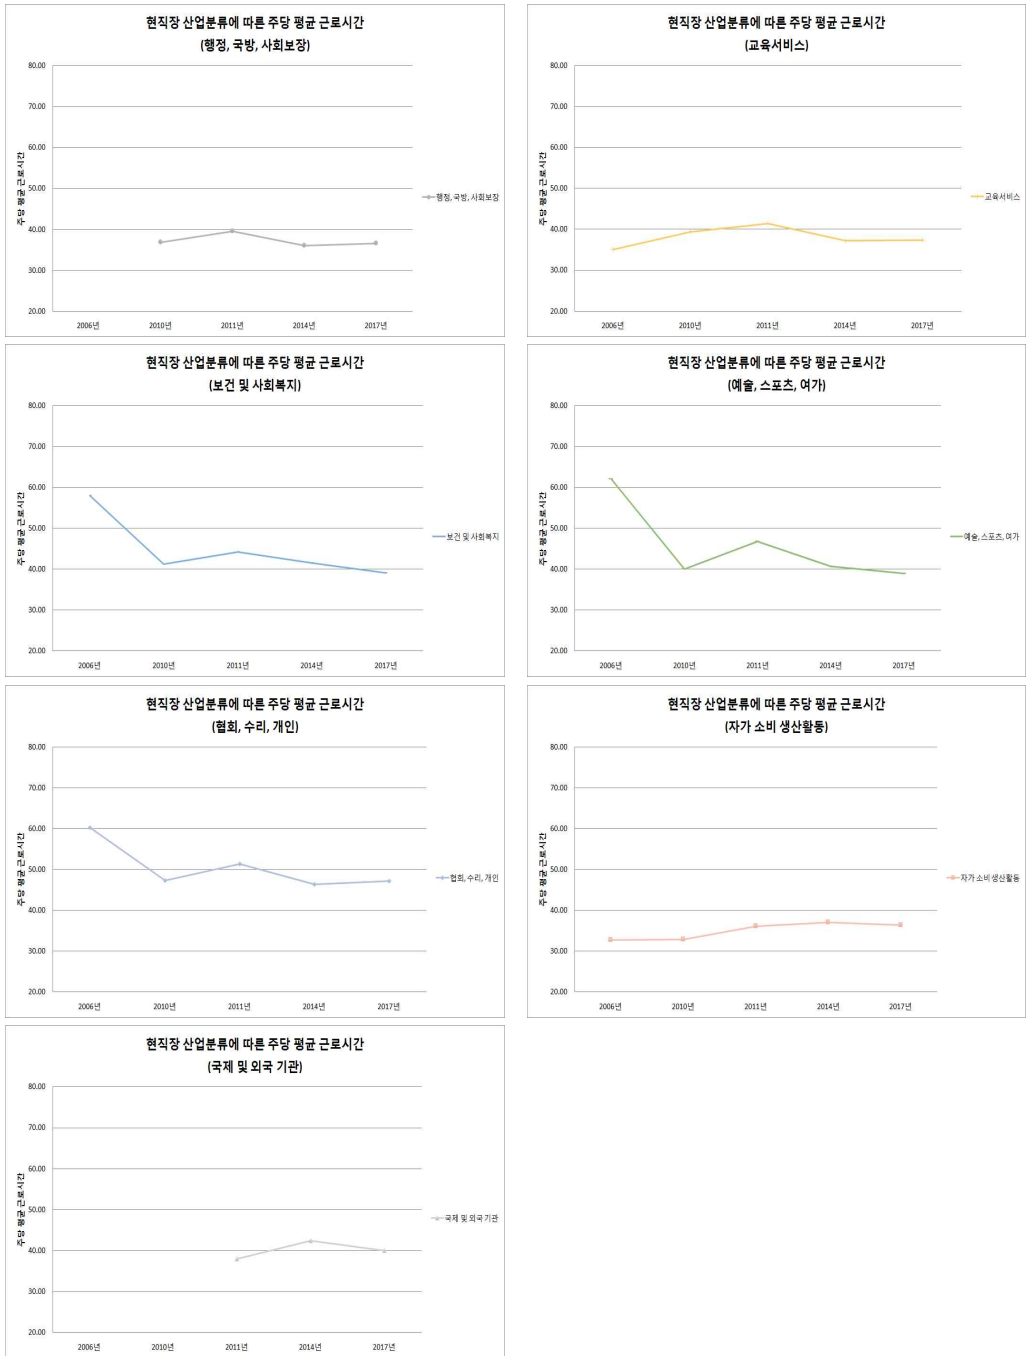 현직장 산업분류에 따른 주당 평균 근로시간
(행정, 국방, 사회보장)
80.00
70.00
60.00
50.00
40.00
30.00
20.00
주당 평균 근로시간
행정, 국방, 사회보장
2006년 2010년 2011년 2014년 2017년
현직장 산업분류에 따른 주당 평균 근로시간
(교육서비스)
80.00
70.00
60.00
50.00
40.00
30.00
20.00
주당 평균 근로시간
교육서비스
2006년 2010년 2011년 2014년 2017년
현직장 산업분류에 따른 주당 평균 근로시간
(보건 및 사회복지)
80.00
70.00
60.00
50.00
40.00
30.00
20.00
주당 평균 근로시간
보건 및 사회복지
2006년 2010년 2011년 2014년 2017년
현직장 산업분류에 따른 주당 평균 근로시간
(예술, 스포츠, 여가)
80.00
70.00
60.00
50.00
40.00
30.00
20.00
주당 평균 근로시간
예술, 스포츠, 여가
2006년 2010년 2011년 2014년 2017년
현직장 산업분류에 따른 주당 평균 근로시간
(협회, 수리, 개인)
80.00
70.00
60.00
50.00
40.00
30.00
20.00
주당 평균 근로시간
협회, 수리, 개인
2006년 2010년 2011년 2014년 2017년
현직장 산업분류에 따른 주당 평균 근로시간
(자가 소비 생산활동)
80.00
70.00
60.00
50.00
40.00
30.00
20.00
주당 평균 근로시간
자가 소비 생산활동
2006년 2010년 2011년 2014년 2017년
현직장 산업분류에 따른 주당 평균 근로시간
(국제 및 외국 기관)
80.00
70.00
60.00
50.00
40.00
30.00
20.00
주당 평균 근로시간
국제 및 외국 기관
2006년 2010년 2011년 2014년 2017년